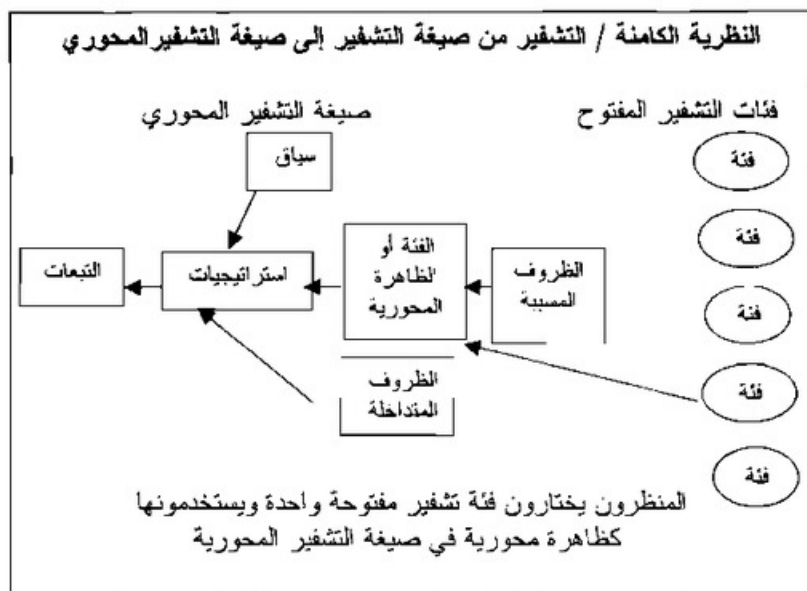 النظرية الكامنة / التشفير من صيغة التشفير إلى صيغة التشفير المحوري
فئات التشفير المفتوح
صيغة التشفير المحوري
فئة
سياق
فئة
الفئة أو
الظاهرة
المحورية
الظروف
المسببة
استراتيجيات
التبعات
فئة
الظروف
المتداخلة
فئة
فئة
المنظرون يختارون فئة تشفير مفتوحة واحدة ويستخدمونها
كظاهرة محورية في صيغة التشفير المحورية